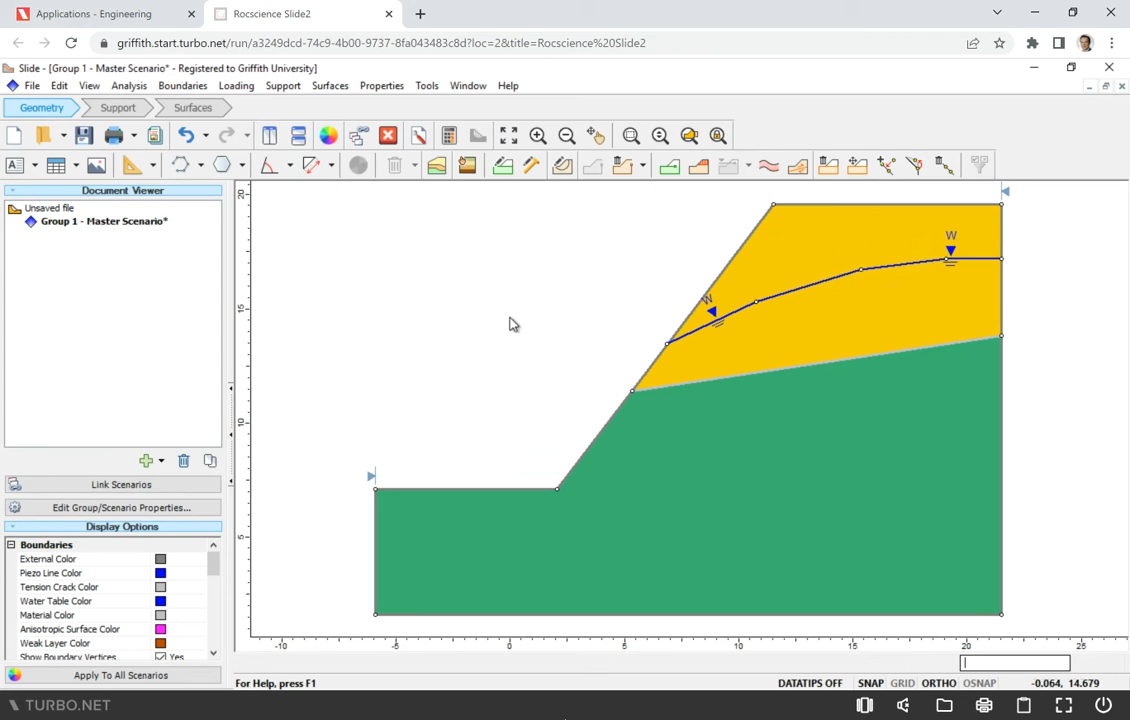 Applications - Engineering
Rocscience Slide2
griffith.start.turbo.net/run/a3249dcd-74c9-4b00-9737-8fa043483c8d?loc=2&title=Rocscience%20Slide2
Slide - [Group 1 - Master Scenario* - Registered to Griffith University]
File Edit View Analysis Boundaries Loading Support Surfaces Properties Tools Window Help
Geometry Support Surfaces
Document Viewer
Unsaved file
Group 1 - Master Scenario*
Link Scenarios
Edit Group/Scenario Properties...
Display Options
Boundaries
External Color
Piezo Line Color
Tension Crack Color
Water Table Color
Material Color
Anisotropic Surface Color
Weak Layer Color
Show Boundary Vertices Yes
Apply To All Scenarios
20
15
10
5
W
W
-10 -5 0 5 10 15 20 25
For Help, press F1
DATATIPS OFF SNAP GRID ORTHO OSNAP -0.064, 14.679
TURBO.NET